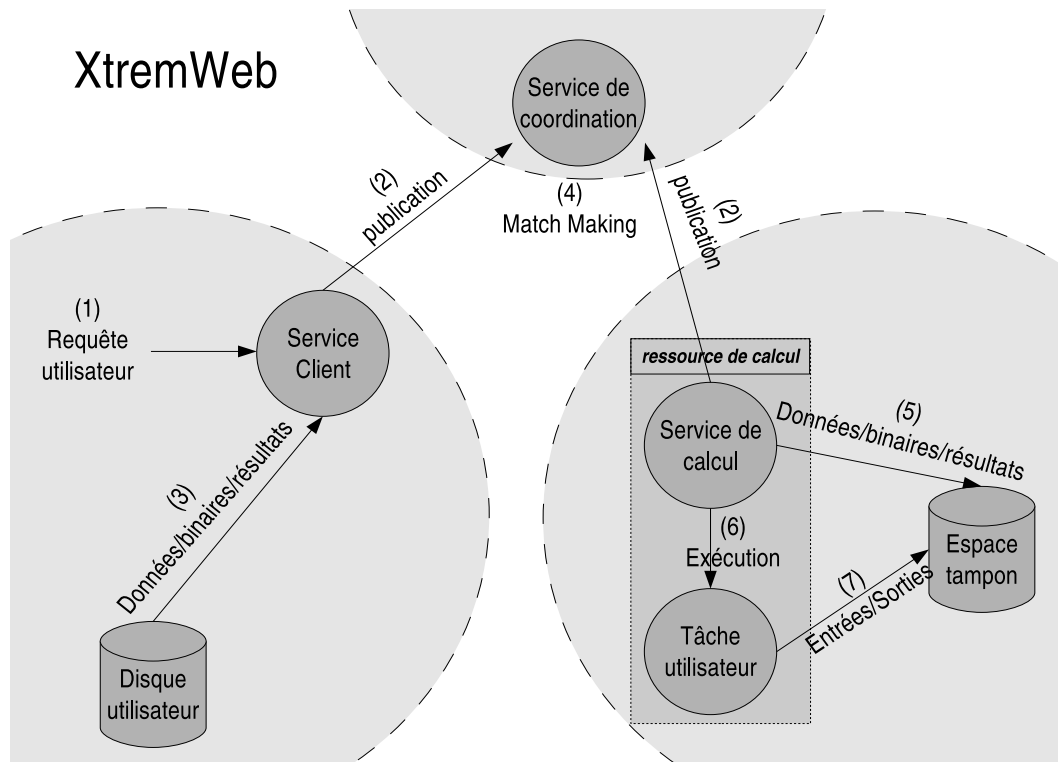 XtremWeb
Service de
coordination
(2)
publication
(4)
Match Making
(2)
publication
(1)
Requête
utilisateur
Service
Client
(3)
Données/binaires/résultats
Disque
utilisateur
ressource de calcul
Service de
calcul
(5)
Données/binaires/résultats
(6)
Exécution
Espace
tampon
(7)
Entrées/Sorties
Tâche
utilisateur